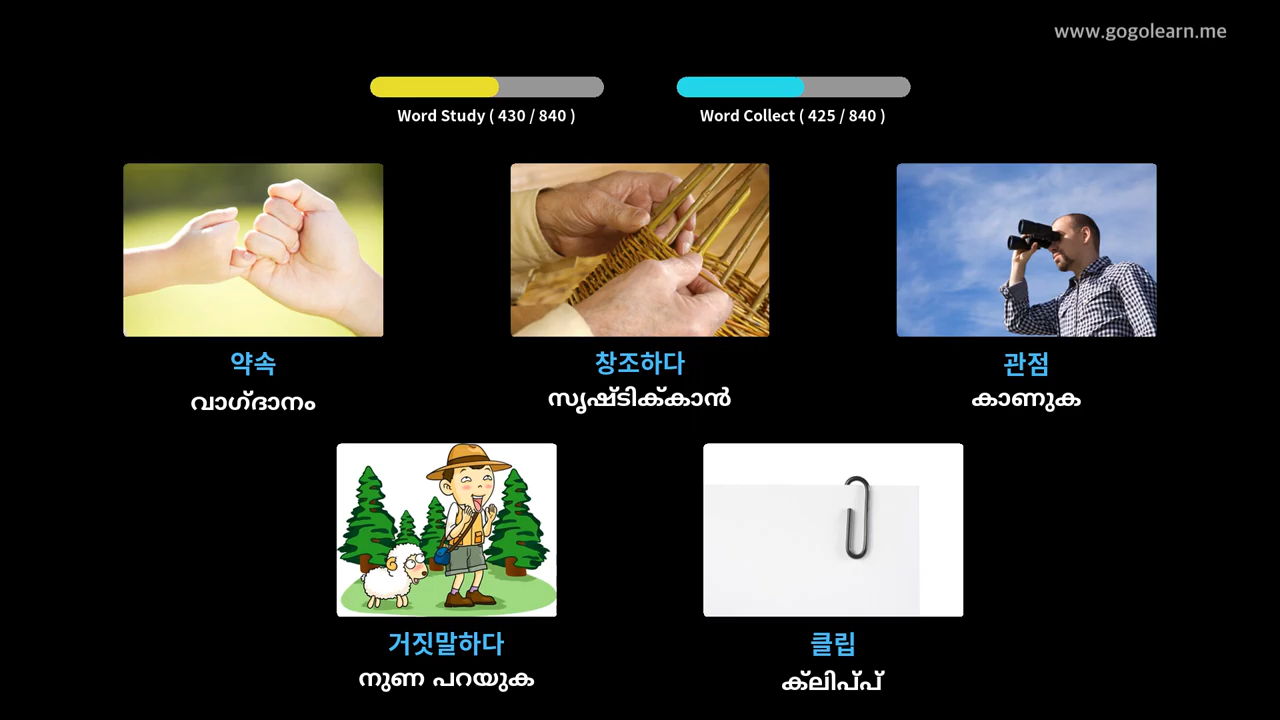 www.gogolearn.me
Word Study ( 430 / 840 )
Word Collect ( 425 / 840 )
약속
വാഗ്ദാനം
창조하다
സൃഷ്ടിക്കാൻ
관점
കാണുക
거짓말하다
നുണ പറയുക
클립
ക്ലിപ്പ്